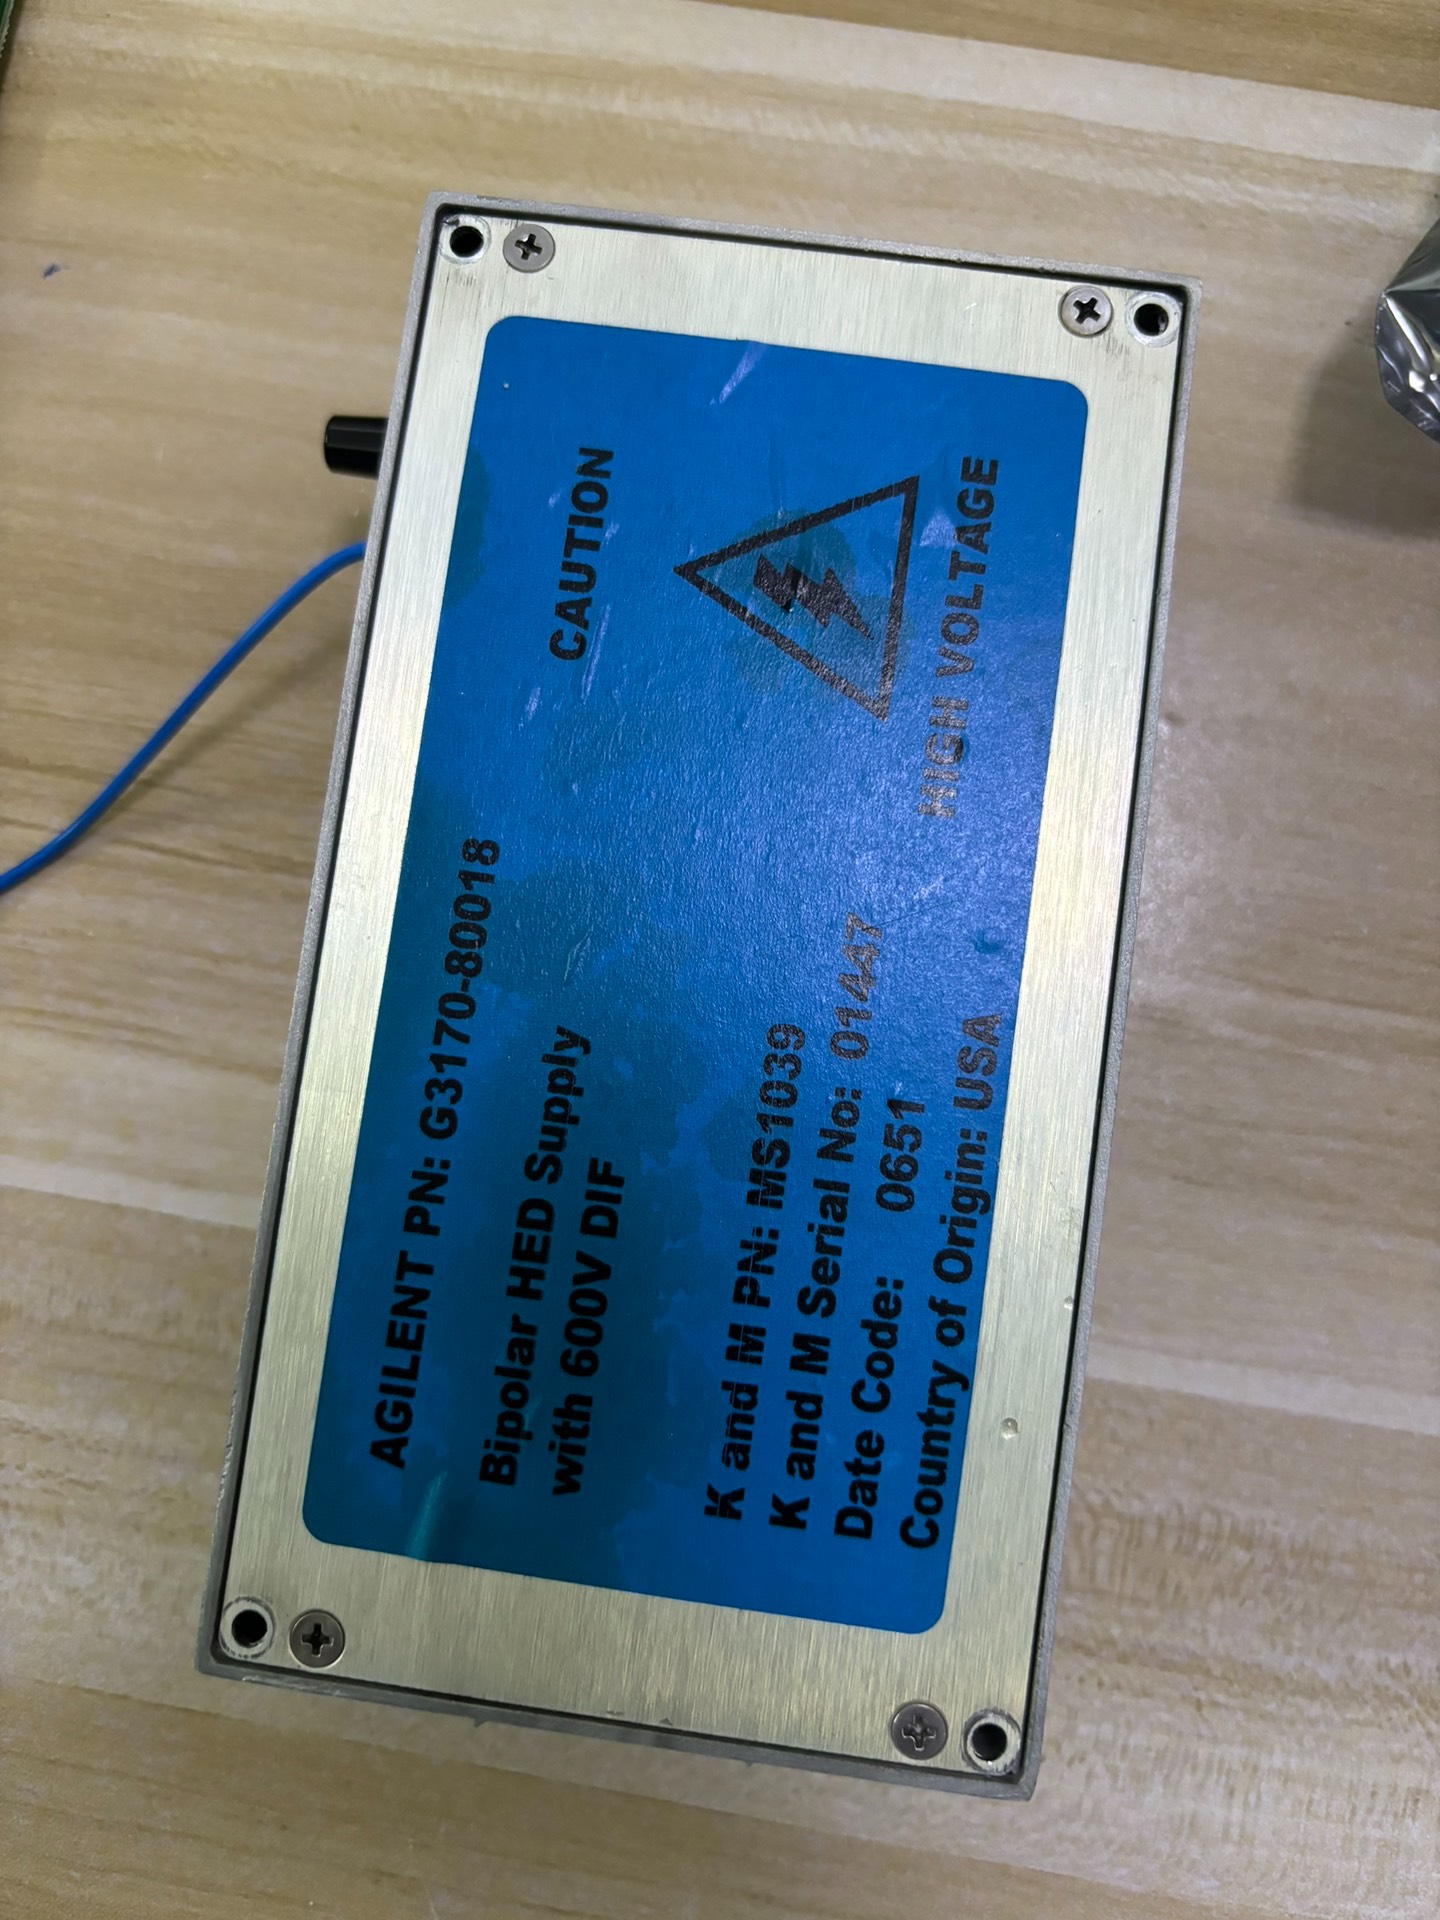 AGILENT PN: G3170-80018
Bipolar HED Supply
with 600V DIF
CAUTION
HIGH VOLTAGE
K and M PN: MS1039
K and M Serial No: 01447
Date Code: 0651
Country of Origin: USA